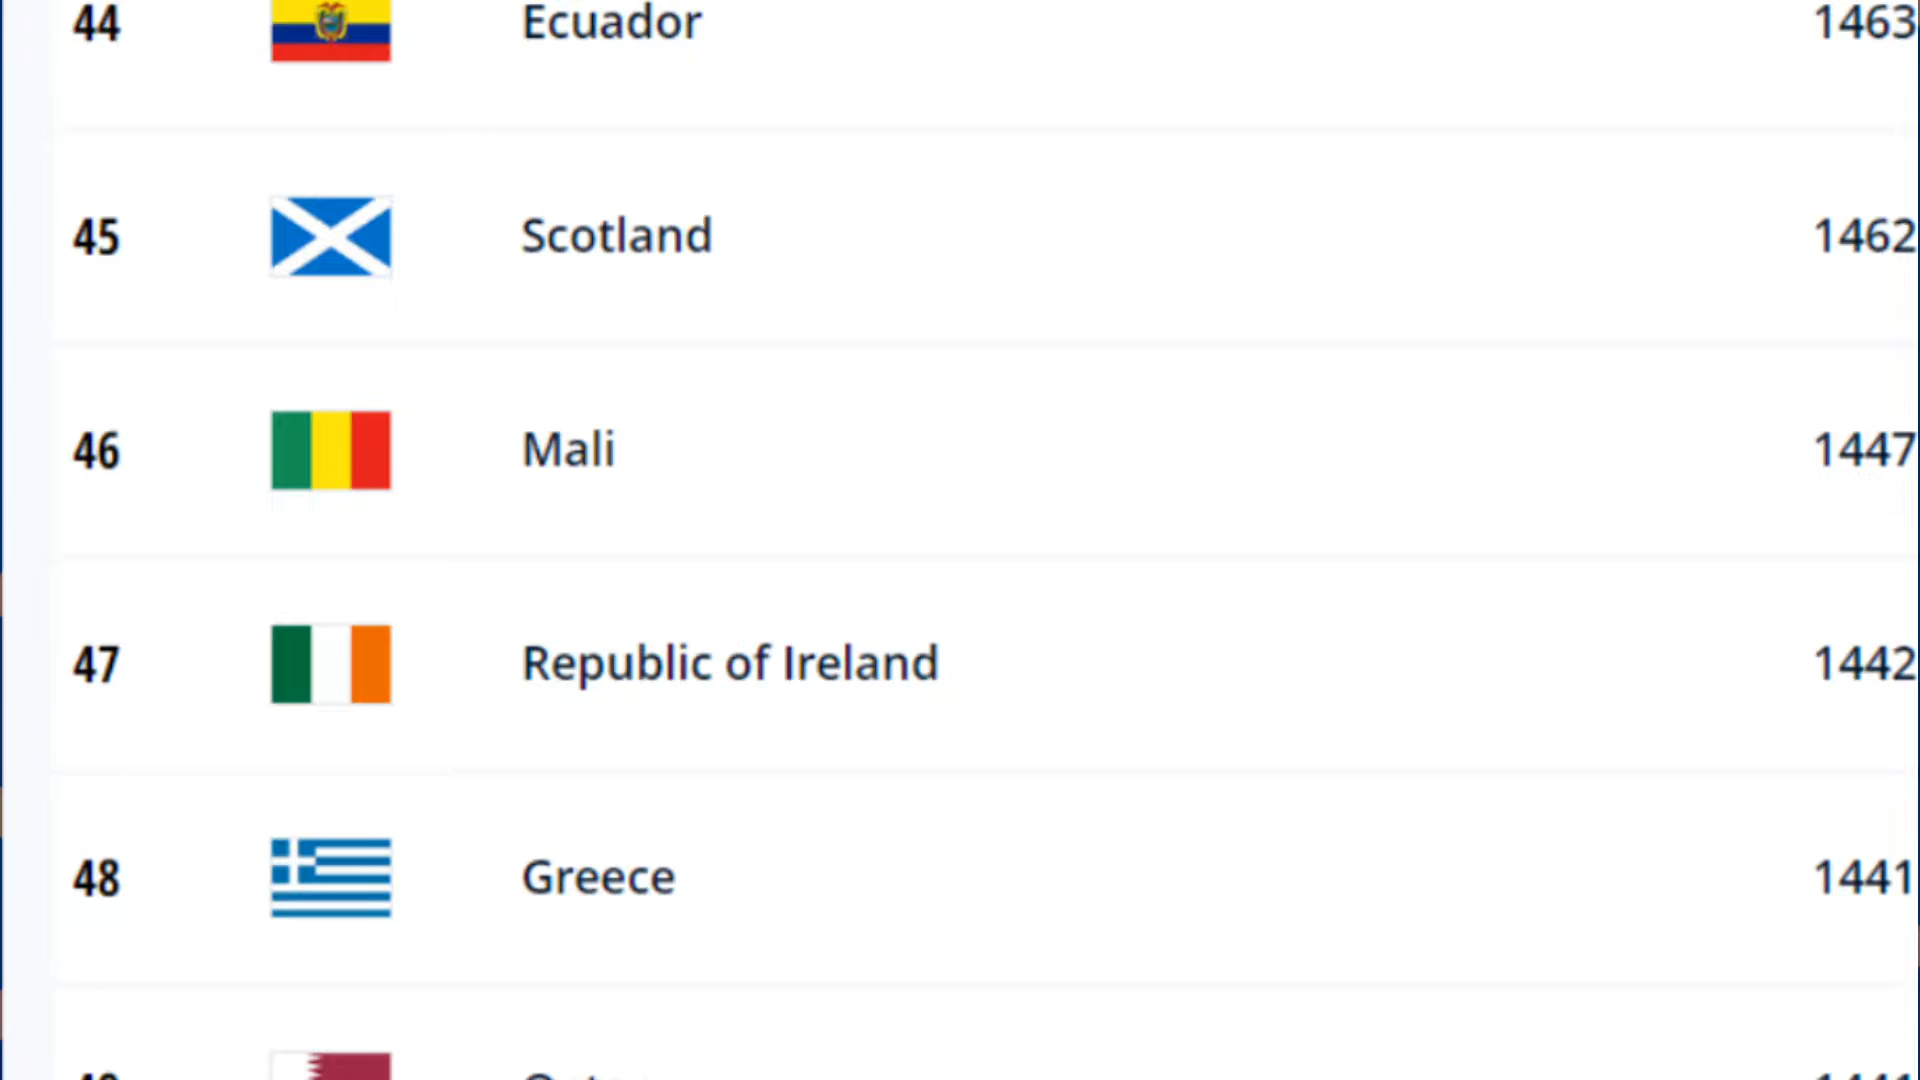 44 Ecuador 1463
45 Scotland 1462
46 Mali 1447
47 Republic of Ireland 1442
48 Greece 1441